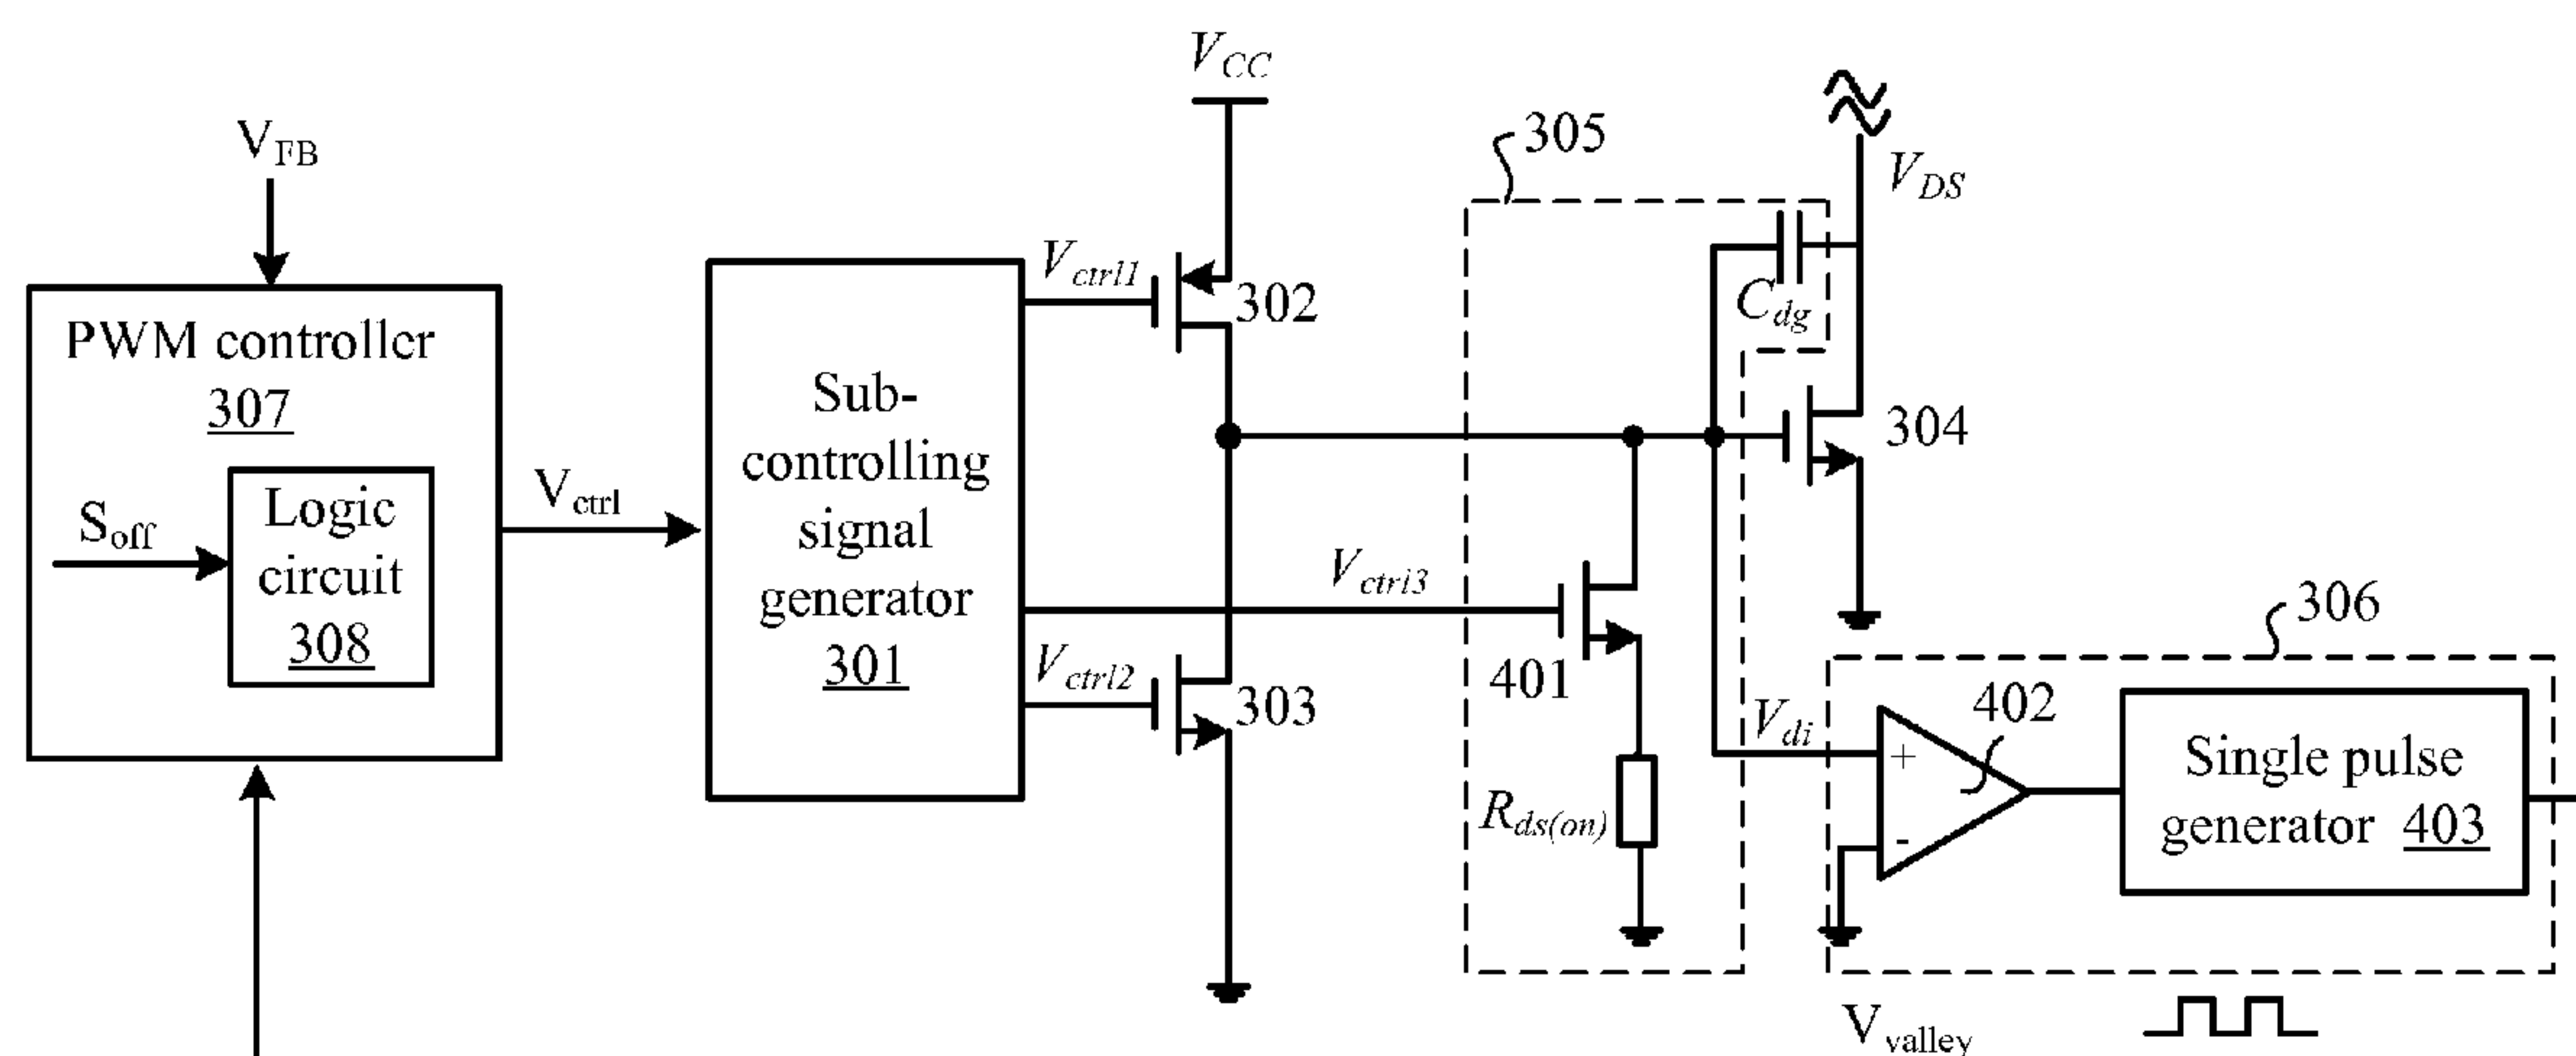 V_CC
V_FB
305
V_DS
V_ctrl1
302
C_dg
PWM controller
307
Sub-
controlling
signal
generator
301
304
S_off
Logic
circuit
308
V_ctrl
V_ctrl3
306
V_ctrl2
303
401
V_di
402
+
-
Single pulse
generator 403
R_ds(on)
V_valley